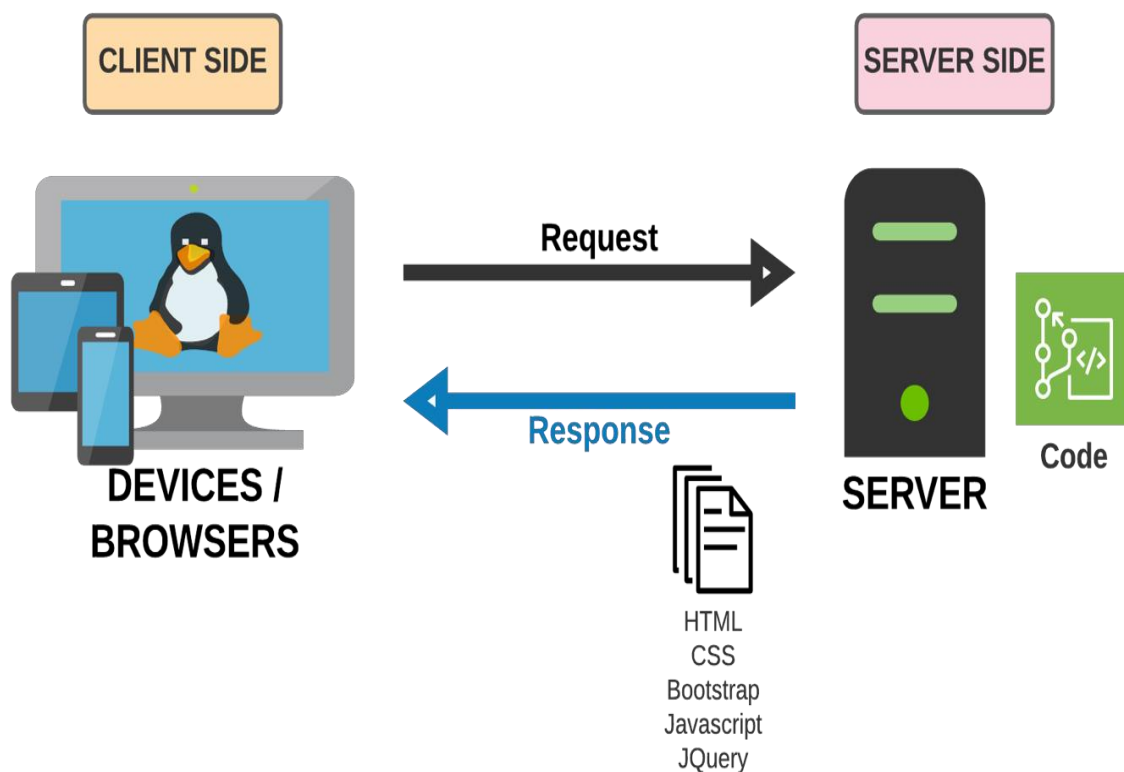 CLIENT SIDE
SERVER SIDE
Request
Response
DEVICES /
BROWSERS
SERVER
</>
Code
HTML
CSS
Bootstrap
Javascript
JQuery